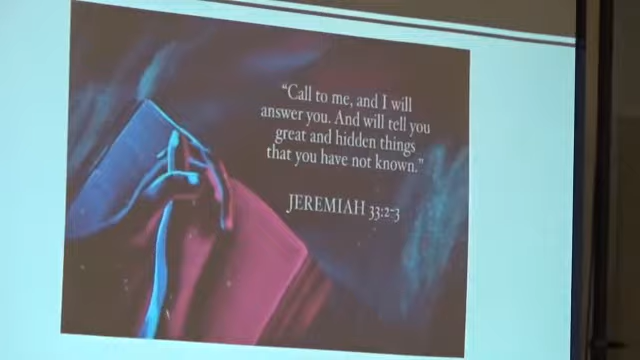 “Call to me, and I will
answer you. And will tell you
great and hidden things
that you have not known.”
JEREMIAH 33:2-3